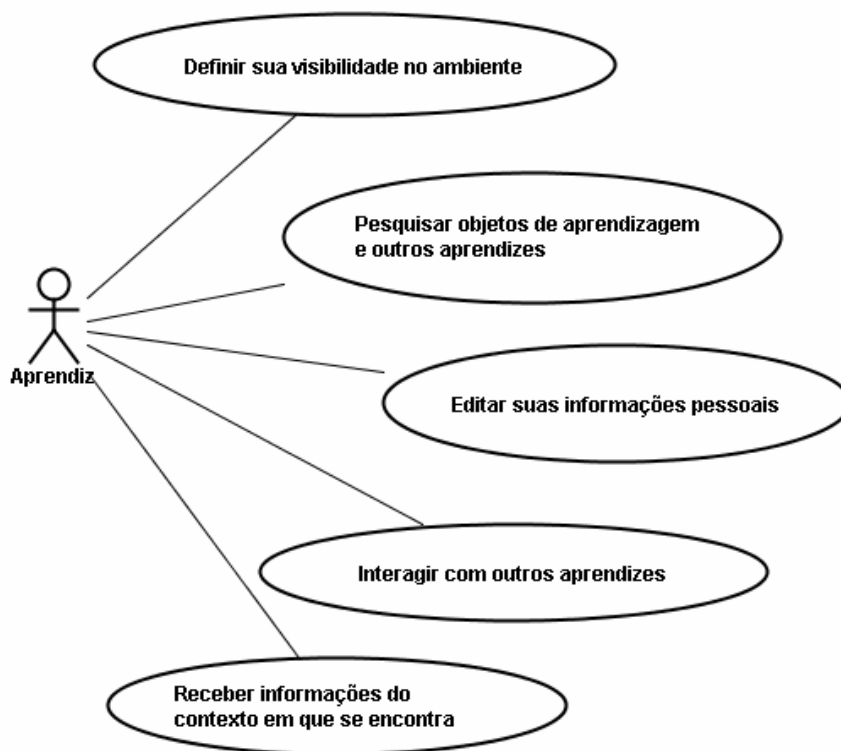 Definir sua visibilidade no ambiente
Pesquisar objetos de aprendizagem
e outros aprendizes
Aprendiz
Editar suas informações pessoais
Interagir com outros aprendizes
Receber informações do
contexto em que se encontra